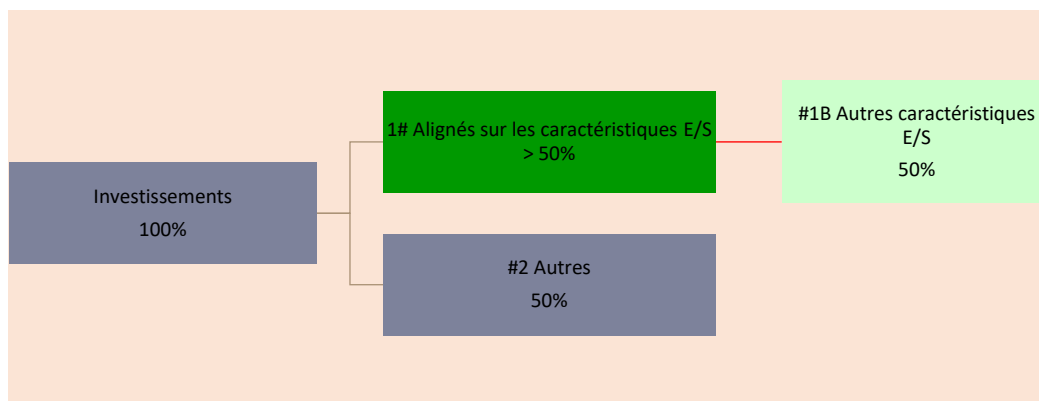 Investissements
100%
1# Alignés sur les caractéristiques E/S
> 50%
#2 Autres
50%
#1B Autres caractéristiques
E/S
50%